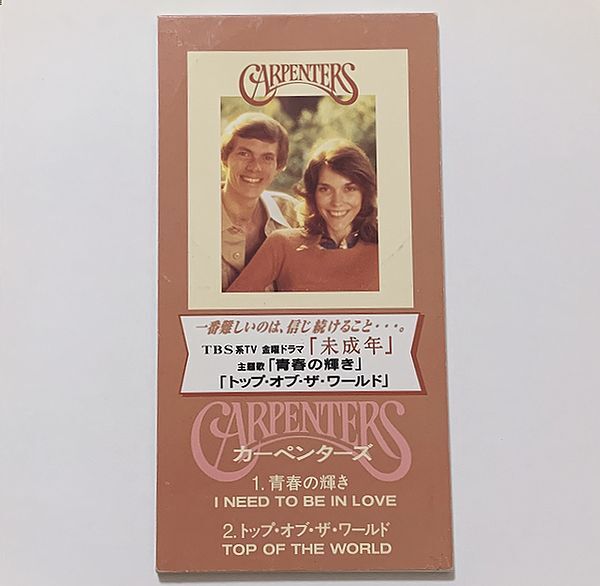 CARPENTERS
一番難しいのは、信じ続けること・・・。
TBS系TV 金曜ドラマ「未成年」
主題歌「青春の輝き」
「トップ・オブ・ザ・ワールド」
CARPENTERS
カーペンターズ
1. 青春の輝き
I NEED TO BE IN LOVE
2. トップ・オブ・ザ・ワールド
TOP OF THE WORLD